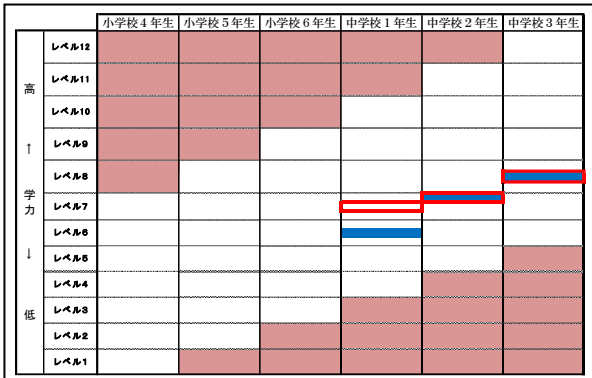 小学校4年生 小学校5年生 小学校6年生 中学校1年生 中学校2年生 中学校3年生
高
↑
学力
↓
低
レベル12
レベル11
レベル10
レベル9
レベル8
レベル7
レベル6
レベル5
レベル4
レベル3
レベル2
レベル1